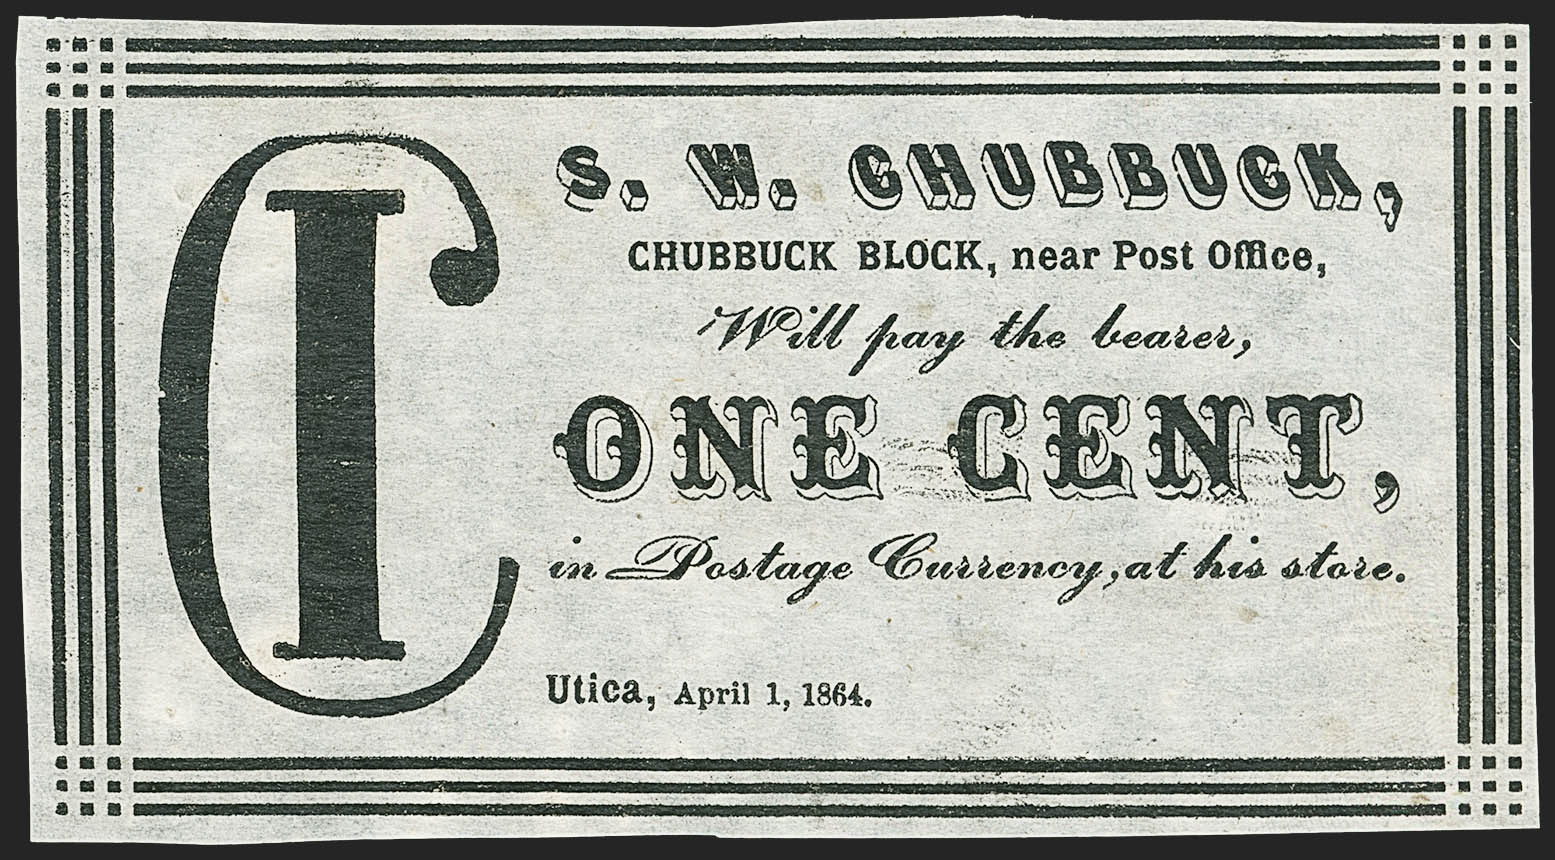 C I
S. W. CHUBBUCK,
CHUBBUCK BLOCK, near Post Office,
Will pay the bearer,
ONE CENT,
in Postage Currency, at his store.
Utica, April 1, 1864.